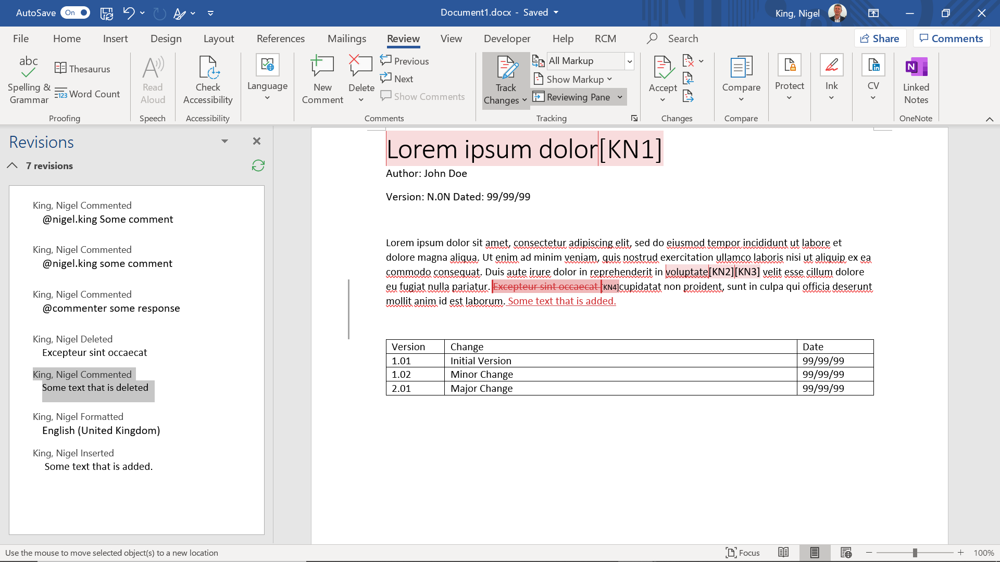 AutoSave On
Document1.docx - Saved
King, Nigel
File Home Insert Design Layout References Mailings Review View Developer Help RCM Search
Share Comments
abc
Spelling &
Grammar
Thesaurus
123 Word Count
Proofing
Read
Aloud
Speech
Check
Accessibility
Accessibility
Language
New
Comment
Delete
Previous
Next
Show Comments
Comments
Track
Changes
All Markup
Show Markup
Reviewing Pane
Tracking
Accept
Changes
Compare
Compare
Protect
Ink
in
CV
N
Linked
Notes
OneNote
Revisions
7 revisions
King, Nigel Commented
@nigel.king Some comment
King, Nigel Commented
@nigel.king some comment
King, Nigel Commented
@commenter some response
King, Nigel Deleted
Excepteur sint occaecat
King, Nigel Commented
Some text that is deleted
King, Nigel Formatted
English (United Kingdom)
King, Nigel Inserted
Some text that is added.
Lorem ipsum dolor[KN1]
Author: John Doe
Version: N.0N Dated: 99/99/99
Lorem ipsum dolor sit amet, consectetur adipiscing elit, sed do eiusmod tempor incididunt ut labore et
dolore magna aliqua. Ut enim ad minim veniam, quis nostrud exercitation ullamco laboris nisi ut aliquip ex ea
commodo consequat. Duis aute irure dolor in reprehenderit in voluptate[KN2][KN3] velit esse cillum dolore
eu fugiat nulla pariatur. Excepteur sint occaecat [KN4]cupidatat non proident, sunt in culpa qui officia deserunt
mollit anim id est laborum. Some text that is added.
Version Change Date
1.01 Initial Version 99/99/99
1.02 Minor Change 99/99/99
2.01 Major Change 99/99/99
Use the mouse to move selected object(s) to a new location
Focus
100%